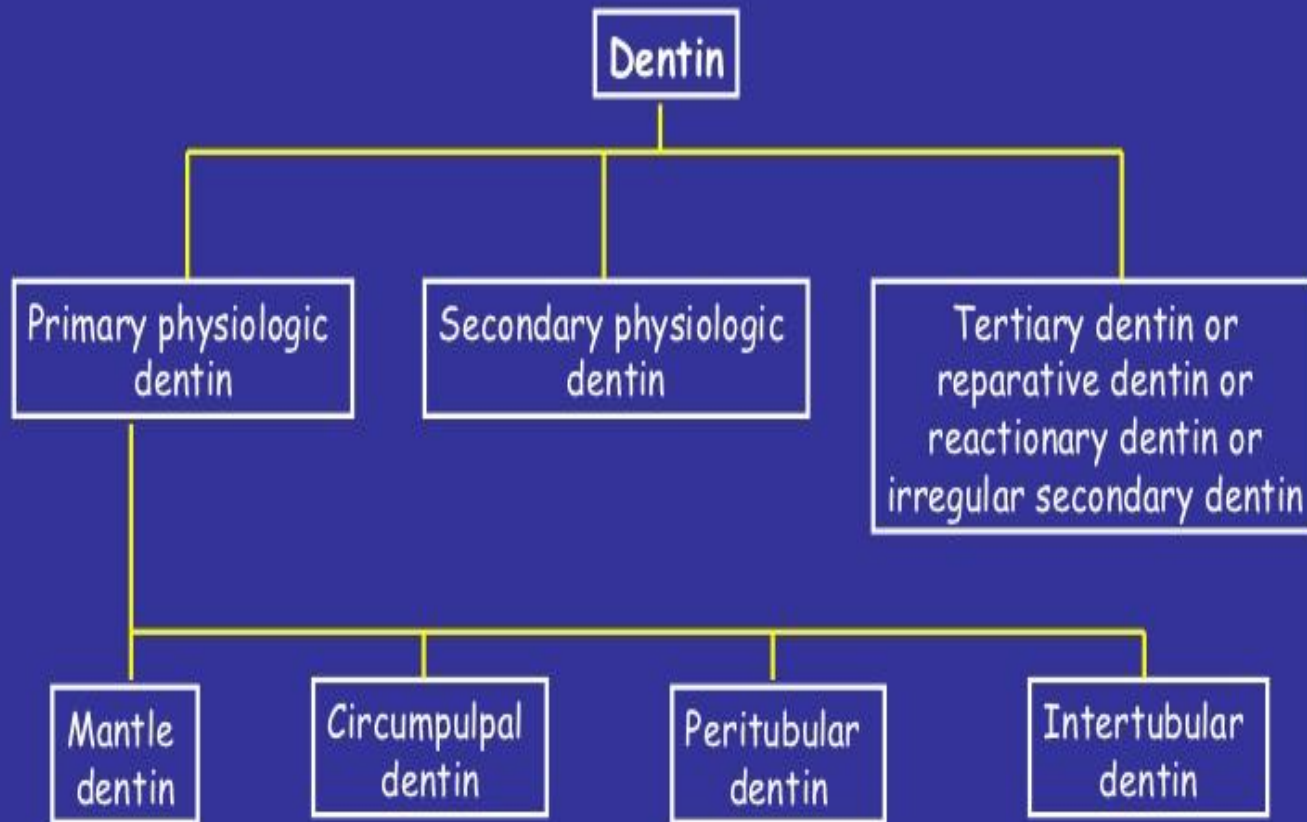 Dentin
Primary physiologic
dentin
Secondary physiologic
dentin
Tertiary dentin or
reparative dentin or
reactionary dentin or
irregular secondary dentin
Mantle
dentin
Circumpulpal
dentin
Peritubular
dentin
Intertubular
dentin